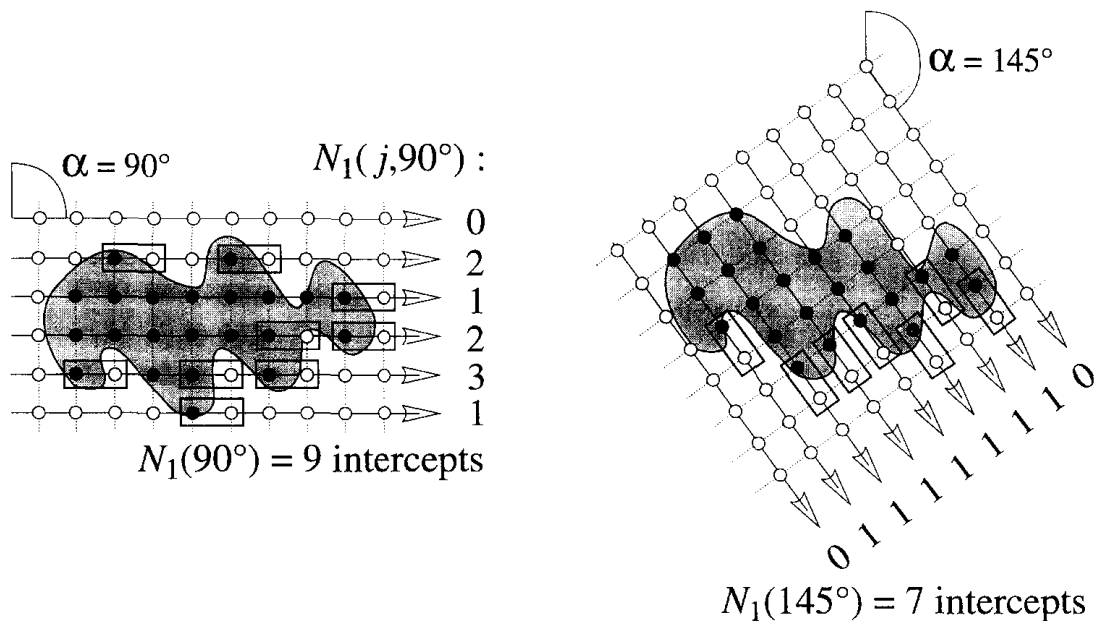 α = 90°
N₁(j,90°) :
0
2
1
2
3
1
N₁(90°) = 9 intercepts
α = 145°
0 1 1 1 1 1 1 1 0
N₁(145°) = 7 intercepts